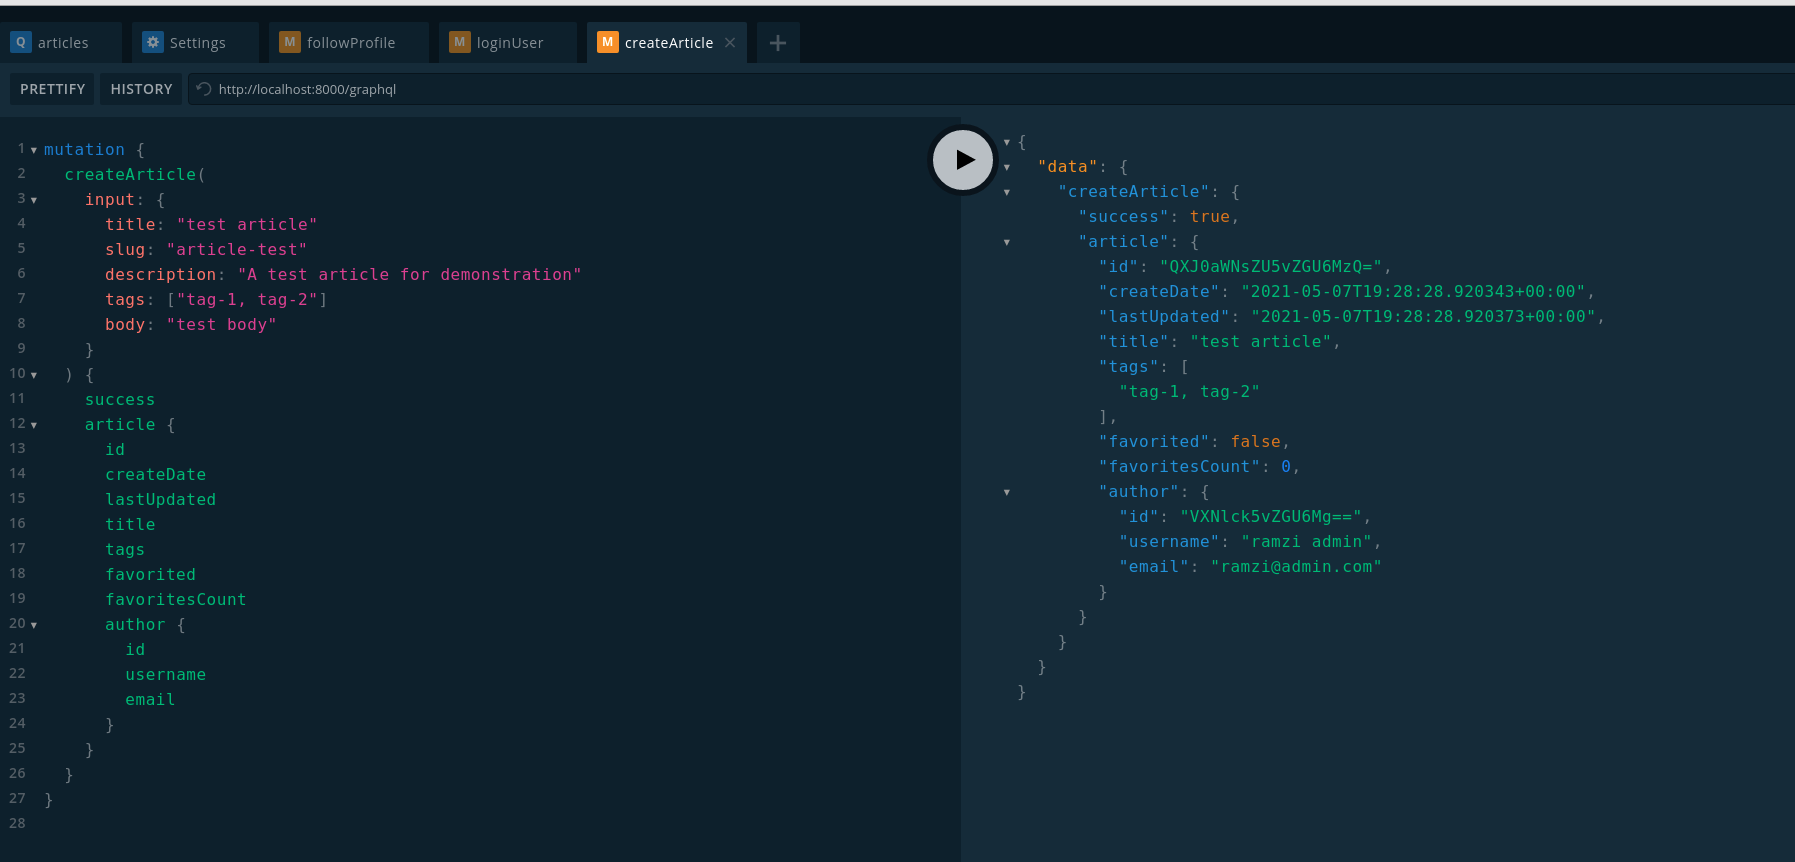 Q articles Settings M followProfile M loginUser M createArticle × +
PRETTIFY HISTORY http://localhost:8000/graphql
1 mutation {
2 createArticle(
3 input: {
4 title: "test article"
5 slug: "article-test"
6 description: "A test article for demonstration"
7 tags: ["tag-1, tag-2"]
8 body: "test body"
9 }
10 ) {
11 success
12 article {
13 id
14 createDate
15 lastUpdated
16 title
17 tags
18 favorited
19 favoritesCount
20 author {
21 id
22 username
23 email
24 }
25 }
26 }
27 }
28
{
"data": {
"createArticle": {
"success": true,
"article": {
"id": "QXJ0aWNsZU5vZGU6MzQ=",
"createDate": "2021-05-07T19:28:28.920343+00:00",
"lastUpdated": "2021-05-07T19:28:28.920373+00:00",
"title": "test article",
"tags": [
"tag-1, tag-2"
],
"favorited": false,
"favoritesCount": 0,
"author": {
"id": "VXNlck5vZGU6Mg==",
"username": "ramzi admin",
"email": "ramzi@admin.com"
}
}
}
}
}